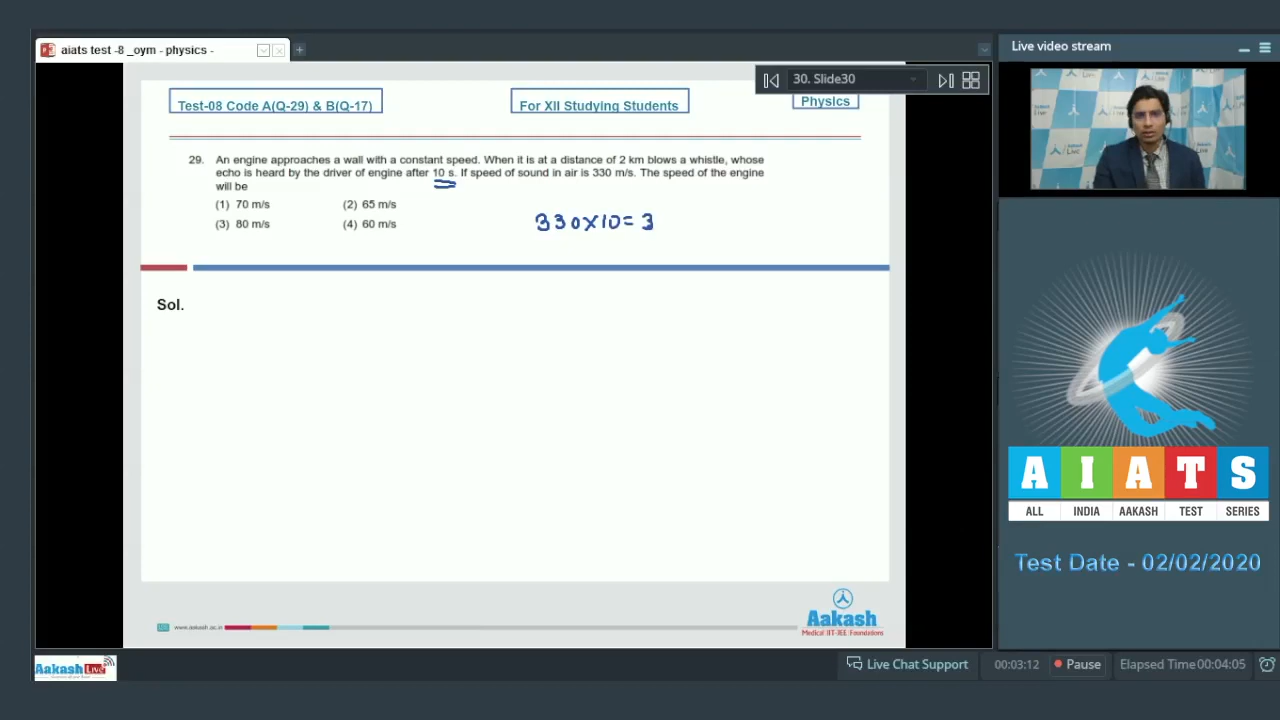 aiats test -8 _oym - physics -
Live video stream
30. Slide30
Test-08 Code A(Q-29) & B(Q-17)
For XII Studying Students
Physics
29. An engine approaches a wall with a constant speed. When it is at a distance of 2 km blows a whistle, whose
echo is heard by the driver of engine after 10 s. If speed of sound in air is 330 m/s. The speed of the engine
will be
(1) 70 m/s (2) 65 m/s
(3) 80 m/s (4) 60 m/s
330×10=3
Sol.
A I A T S
ALL INDIA AAKASH TEST SERIES
Test Date - 02/02/2020
www.aakash.ac.in
Aakash
Medical|IIT-JEE|Foundations
Aakash Live
Live Chat Support
00:03:12
Pause
Elapsed Time 00:04:05